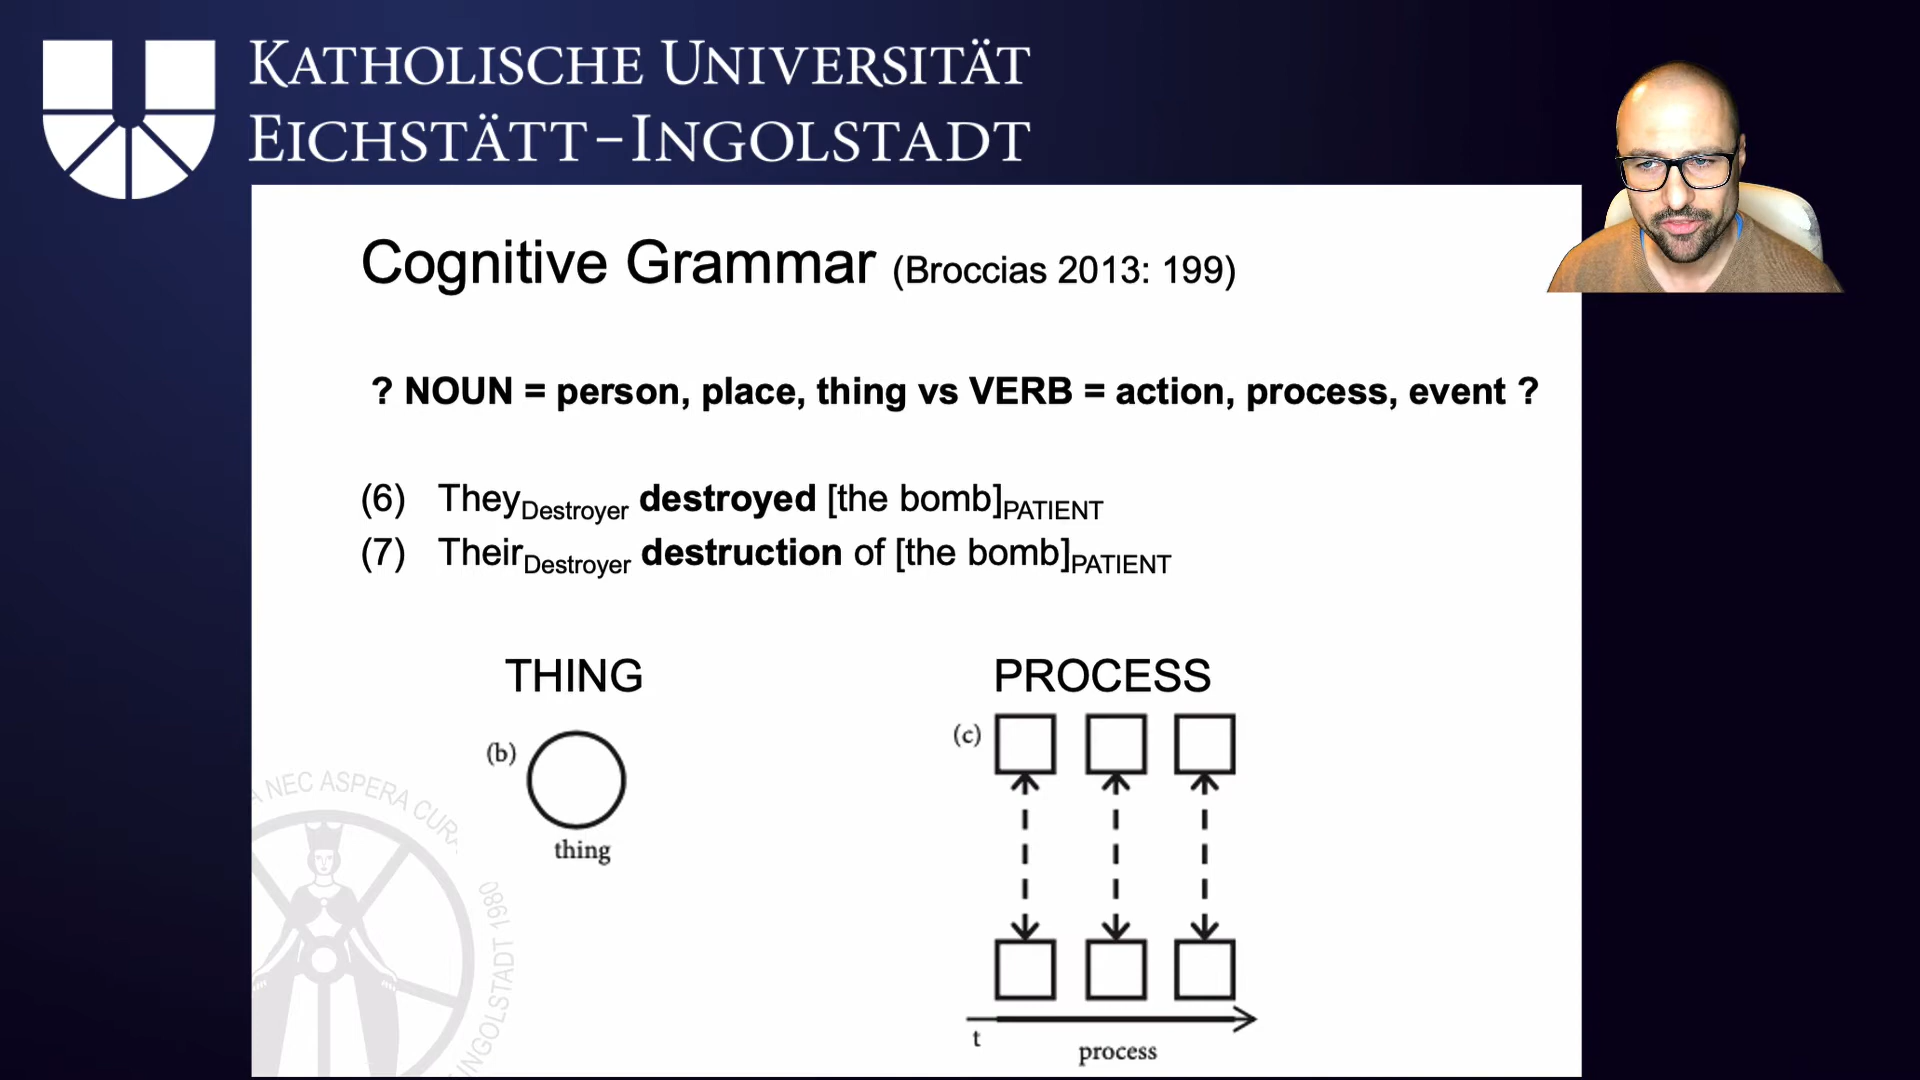 KATHOLISCHE UNIVERSITÄT
EICHSTÄTT-INGOLSTADT
Cognitive Grammar (Broccias 2013: 199)
? NOUN = person, place, thing vs VERB = action, process, event ?
(6) TheyDestroyer destroyed [the bomb]PATIENT
(7) TheirDestroyer destruction of [the bomb]PATIENT
THING
PROCESS
(b)
thing
(c)
t
process
NEC ASPERA CURA
INGOLSTADT 1980